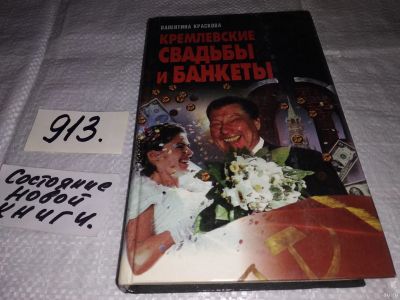 ВАЛЕНТИНА КРАСКОВА
КРЕМЛЕВСКИЕ
СВАДЬБЫ
И БАНКЕТЫ
913.
Состояние
новой
книги.